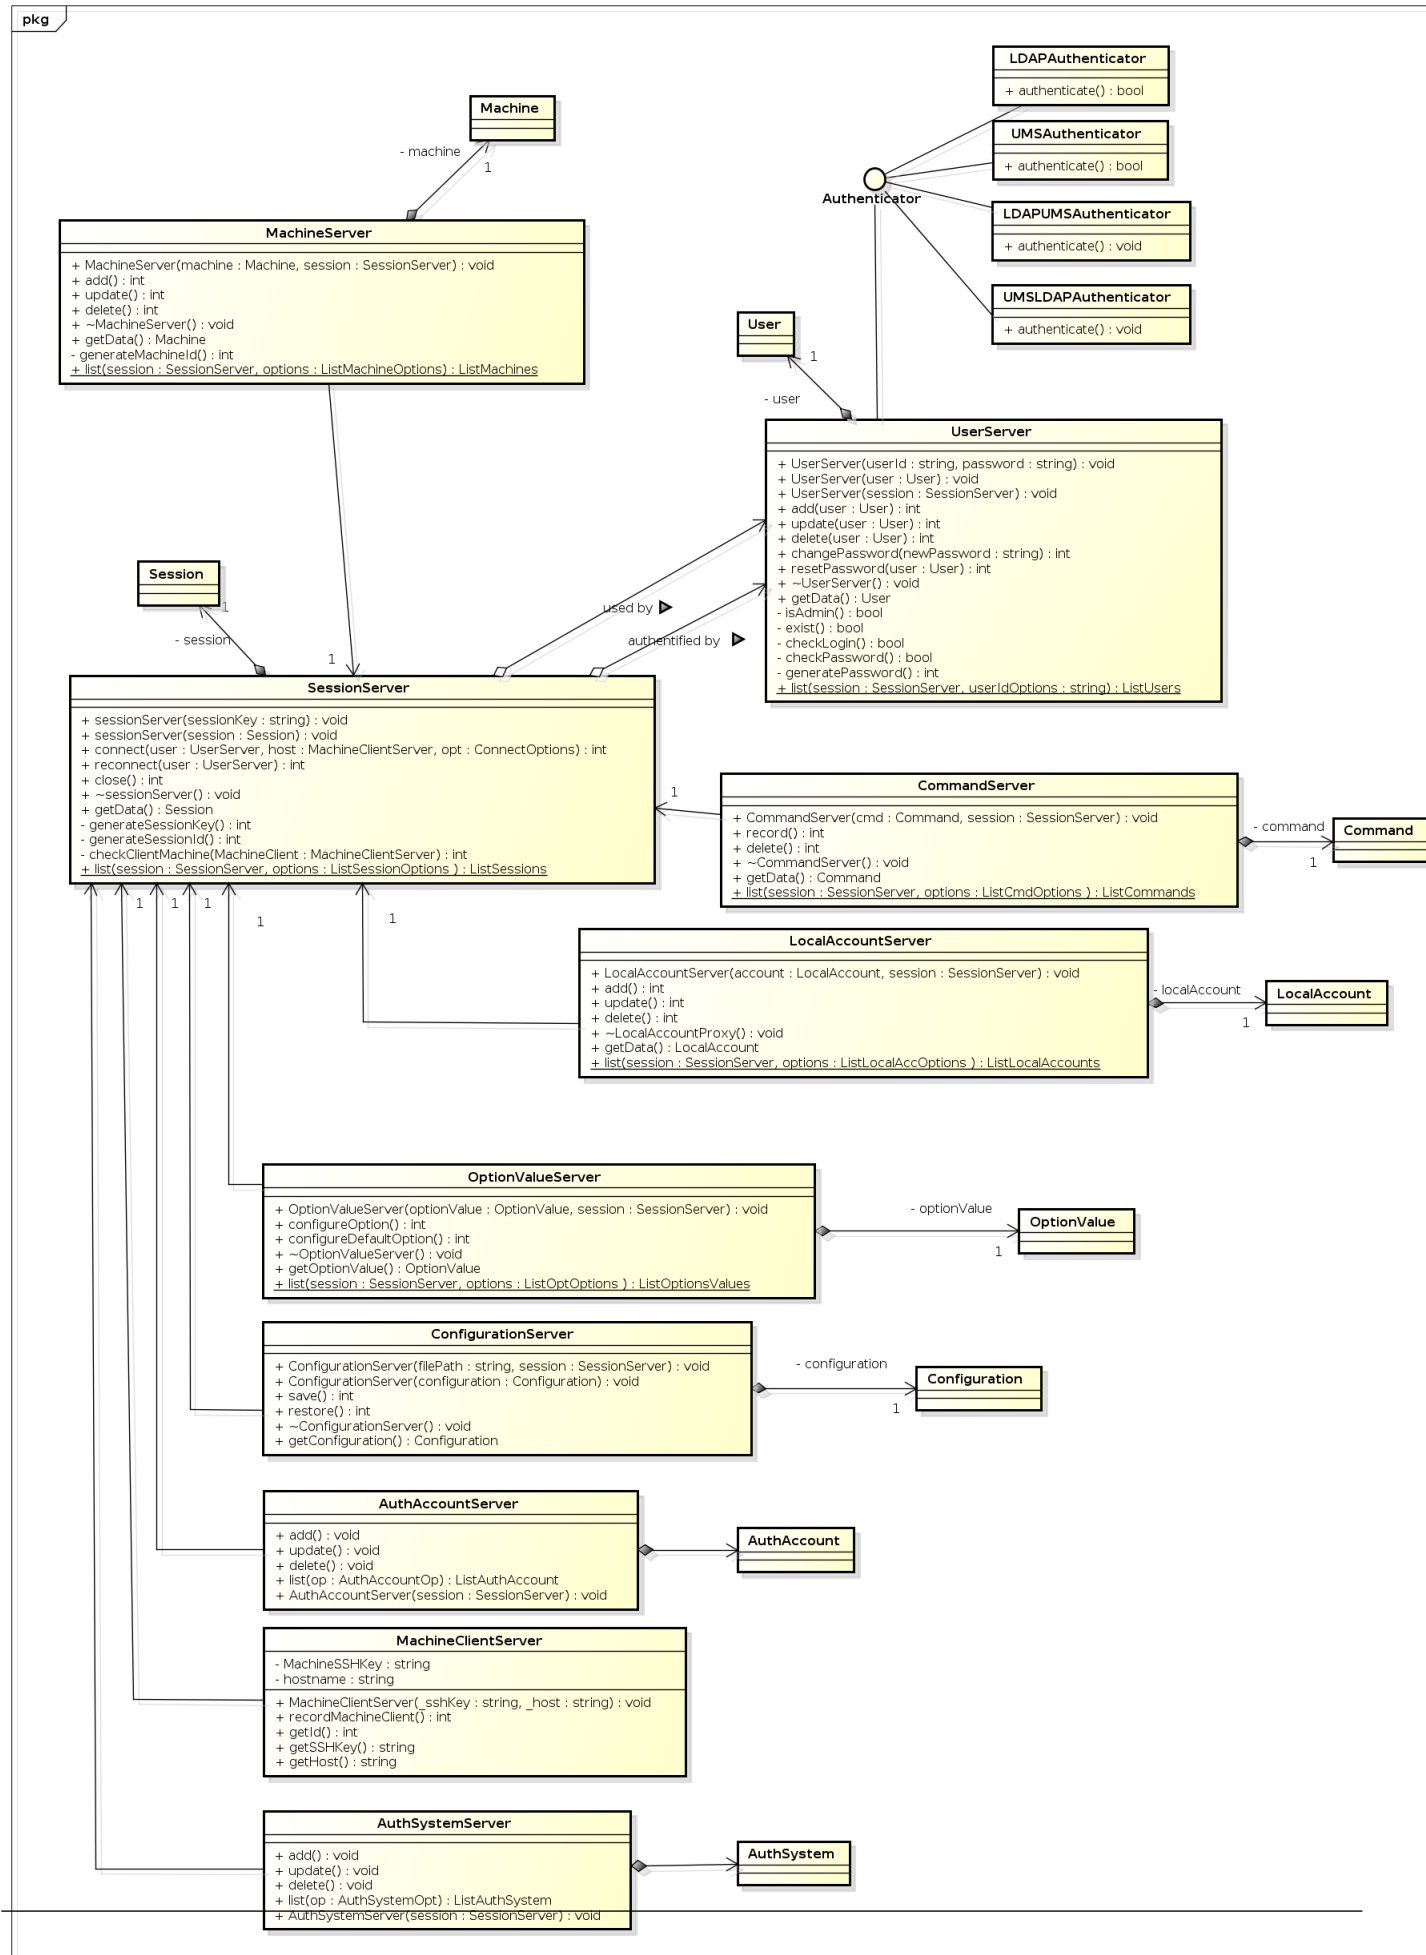 pkg
LDAPAuthenticator
+ authenticate() : bool
UMSAuthenticator
+ authenticate() : bool
Authenticator
LDAPUMSAuthenticator
+ authenticate() : void
UMSLDAPAuthenticator
+ authenticate() : void
Machine
- machine
1
MachineServer
+ MachineServer(machine : Machine, session : SessionServer) : void
+ add() : int
+ update() : int
+ delete() : int
+ ~MachineServer() : void
+ getData() : Machine
- generateMachineId() : int
+ list(session : SessionServer, options : ListMachineOptions) : ListMachines
User
1
- user
UserServer
+ UserServer(userId : string, password : string) : void
+ UserServer(user : User) : void
+ UserServer(session : SessionServer) : void
+ add(user : User) : int
+ update(user : User) : int
+ delete(user : User) : int
+ changePassword(newPassword : string) : int
+ resetPassword(user : User) : int
+ ~UserServer() : void
+ getData() : User
- isAdmin() : bool
- exist() : bool
- checkLogin() : bool
- checkPassword() : bool
- generatePassword() : int
+ list(session : SessionServer, userIdOptions : string) : ListUsers
used by
authentified by
Session
1
- session
1
SessionServer
+ sessionServer(sessionKey : string) : void
+ sessionServer(session : Session) : void
+ connect(user : UserServer, host : MachineClientServer, opt : ConnectOptions) : int
+ reconnect(user : UserServer) : int
+ close() : int
+ ~sessionServer() : void
+ getData() : Session
- generateSessionKey() : int
- generateSessionId() : int
- checkClientMachine(MachineClient : MachineClientServer) : int
+ list(session : SessionServer, options : ListSessionOptions ) : ListSessions
1
1
1
1
1
1
CommandServer
+ CommandServer(cmd : Command, session : SessionServer) : void
+ record() : int
+ delete() : int
+ ~CommandServer() : void
+ getData() : Command
+ list(session : SessionServer, options : ListCmdOptions ) : ListCommands
- command
1
Command
LocalAccountServer
+ LocalAccountServer(account : LocalAccount, session : SessionServer) : void
+ add() : int
+ update() : int
+ delete() : int
+ ~LocalAccountProxy() : void
+ getData() : LocalAccount
+ list(session : SessionServer, options : ListLocalAccOptions ) : ListLocalAccounts
- localAccount
1
LocalAccount
OptionValueServer
+ OptionValueServer(optionValue : OptionValue, session : SessionServer) : void
+ configureOption() : int
+ configureDefaultOption() : int
+ ~OptionValueServer() : void
+ getOptionValue() : OptionValue
+ list(session : SessionServer, options : ListOptOptions ) : ListOptionsValues
- optionValue
1
OptionValue
ConfigurationServer
+ ConfigurationServer(filePath : string, session : SessionServer) : void
+ ConfigurationServer(configuration : Configuration) : void
+ save() : int
+ restore() : int
+ ~ConfigurationServer() : void
+ getConfiguration() : Configuration
- configuration
1
Configuration
AuthAccountServer
+ add() : void
+ update() : void
+ delete() : void
+ list(op : AuthAccountOp) : ListAuthAccount
+ AuthAccountServer(session : SessionServer) : void
AuthAccount
MachineClientServer
- MachineSSHKey : string
- hostname : string
+ MachineClientServer(_sshKey : string, _host : string) : void
+ recordMachineClient() : int
+ getId() : int
+ getSSHKey() : string
+ getHost() : string
AuthSystemServer
+ add() : void
+ update() : void
+ delete() : void
+ list(op : AuthSystemOpt) : ListAuthSystem
+ AuthSystemServer(session : SessionServer) : void
AuthSystem